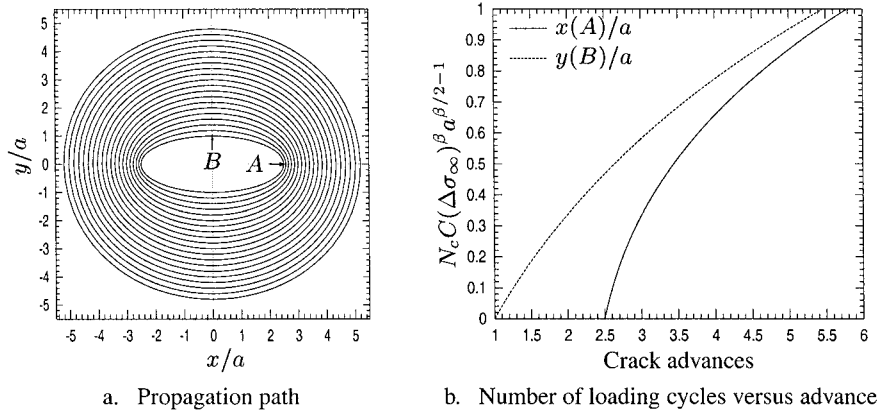 5
4
3
2
1
0
-1
-2
-3
-4
-5
y/a
B
A
-5 -4 -3 -2 -1 0 1 2 3 4 5
x/a
a. Propagation path
1
0.9
0.8
0.7
0.6
0.5
0.4
0.3
0.2
0.1
0
N_c C(Δσ_∞)^β a^{β/2−1}
x(A)/a
y(B)/a
1 1.5 2 2.5 3 3.5 4 4.5 5 5.5 6
Crack advances
b. Number of loading cycles versus advance